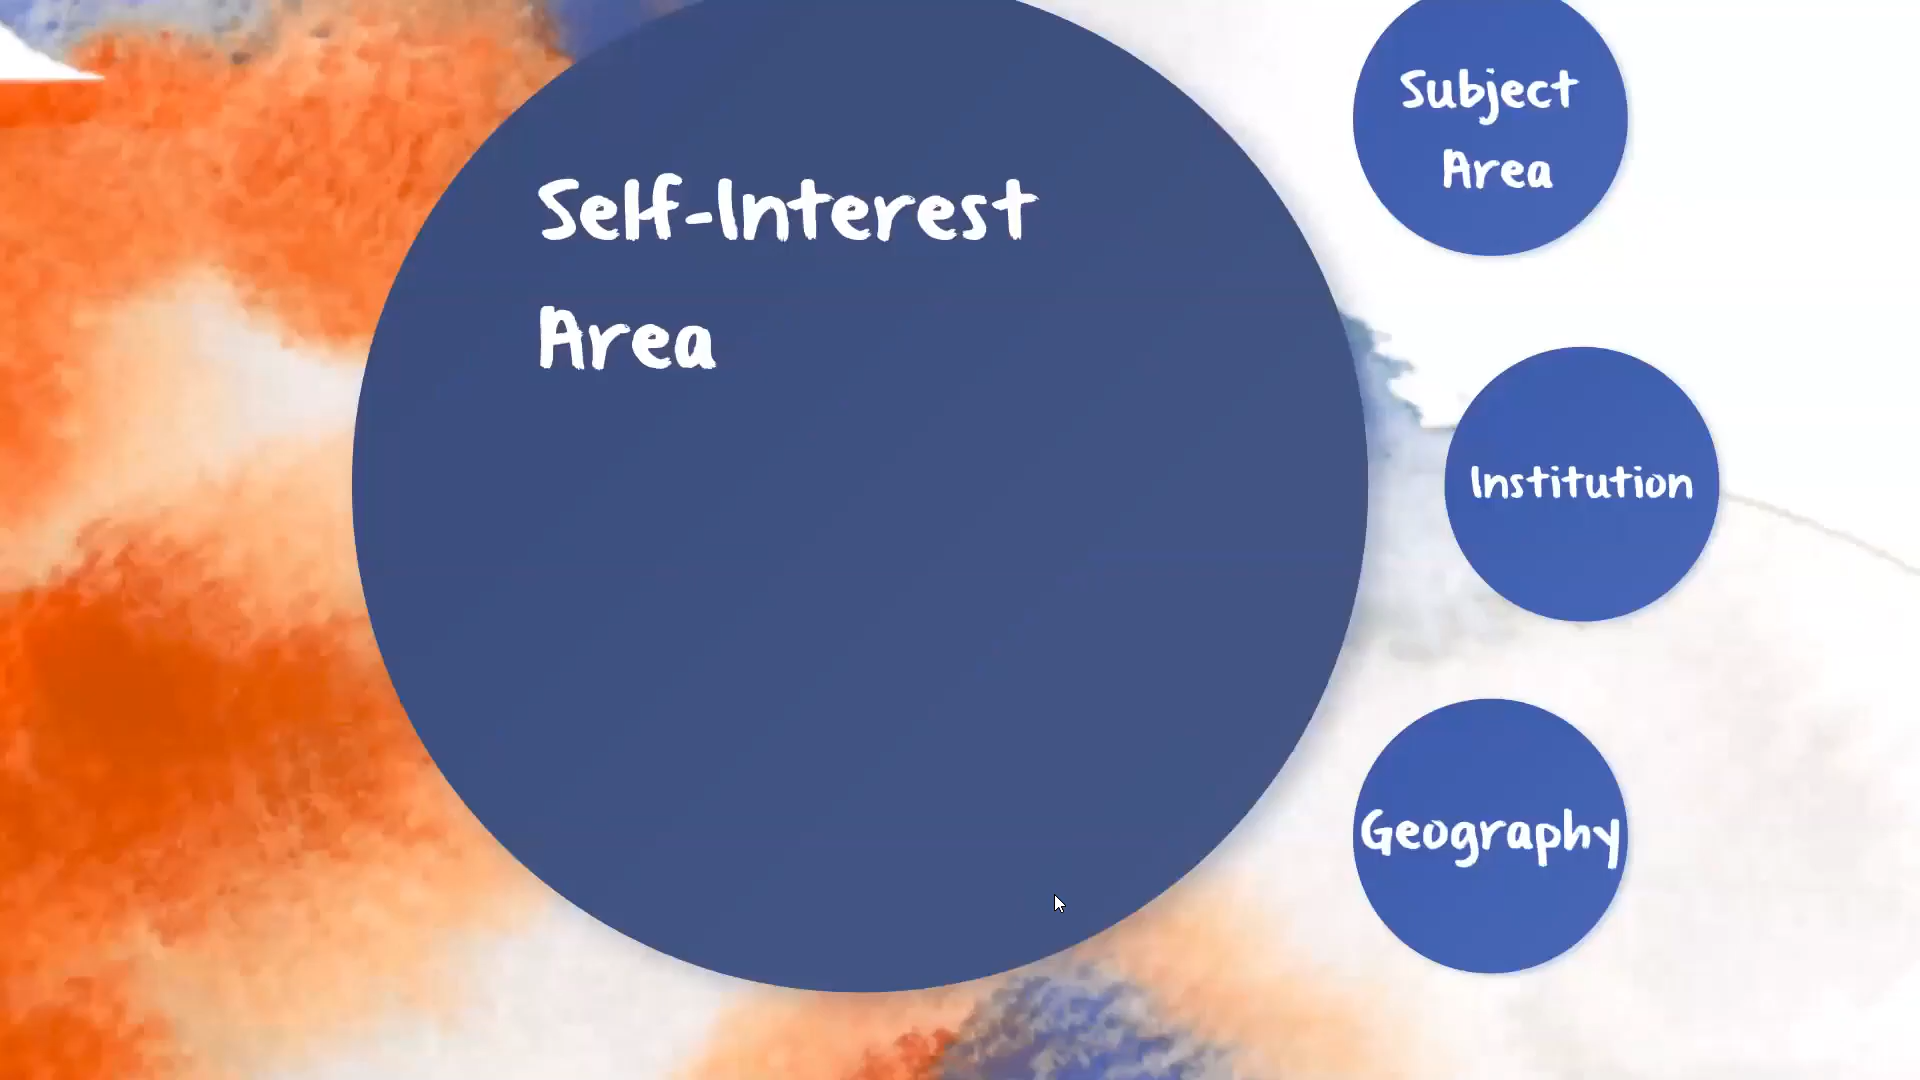 Self-Interest
Area
Subject
Area
Institution
Geography